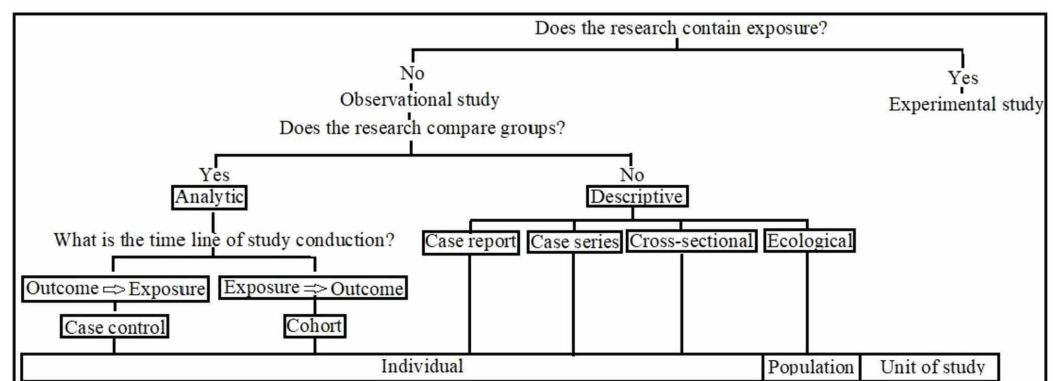 Does the research contain exposure?
No
Yes
Observational study
Experimental study
Does the research compare groups?
Yes
No
Analytic
Descriptive
What is the time line of study conduction?
Case report
Case series
Cross-sectional
Ecological
Outcome ⇨ Exposure
Exposure ⇨ Outcome
Case control
Cohort
Individual
Population
Unit of study